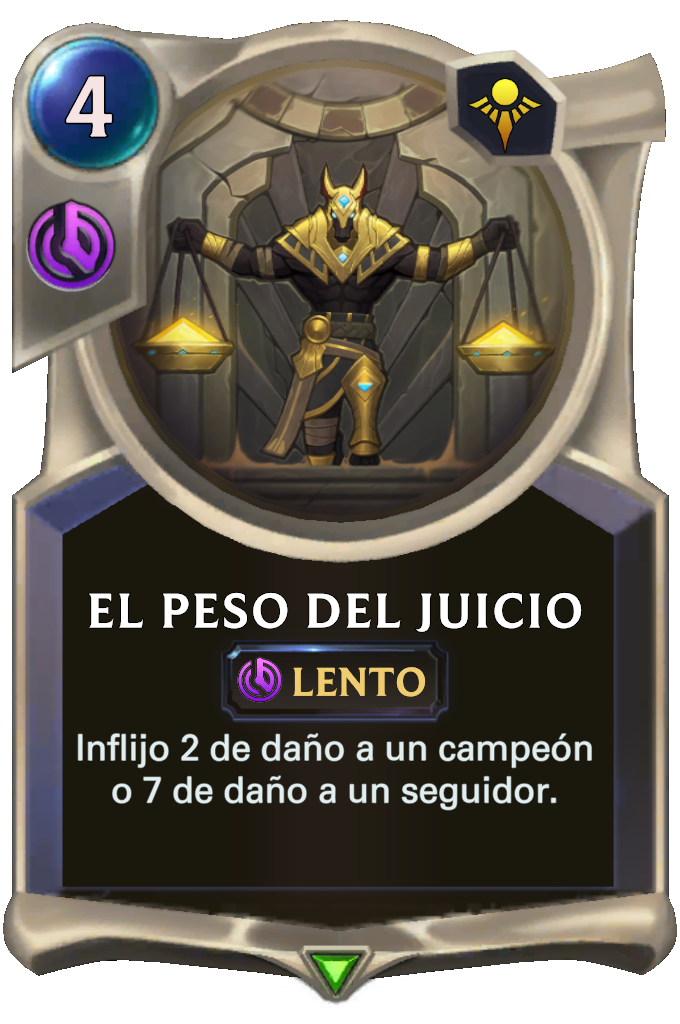 4
EL PESO DEL JUICIO
LENTO
Inflijo 2 de daño a un campeón
o 7 de daño a un seguidor.